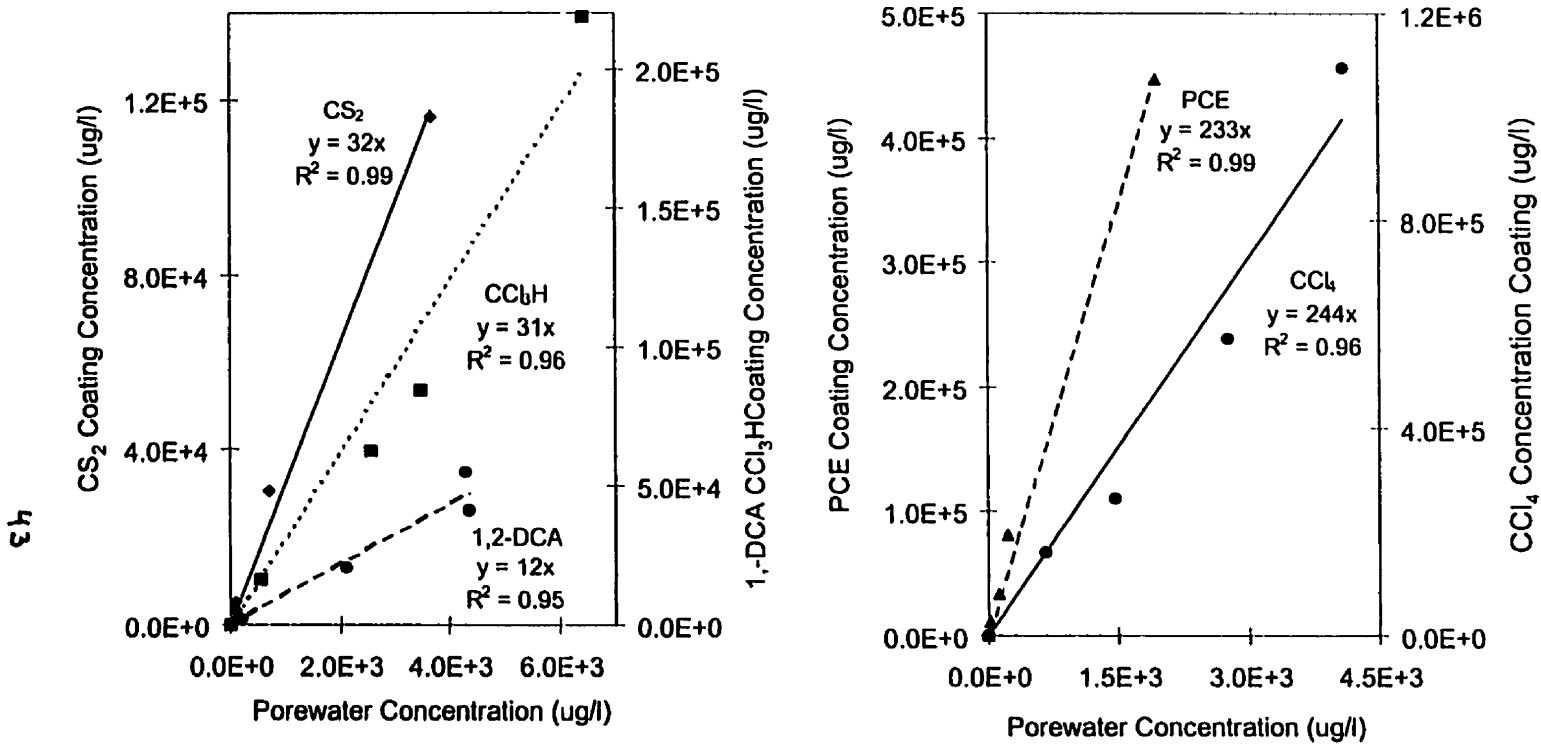 CS2 Coating Concentration (ug/l)
1.2E+5
8.0E+4
4.0E+4
0.0E+0
CS2
y = 32x
R2 = 0.99
CCl3H
y = 31x
R2 = 0.96
1,2-DCA
y = 12x
R2 = 0.95
2.0E+5
1.5E+5
1.0E+5
5.0E+4
0.0E+0
1,-DCA CCl3HCoating Concentration (ug/l)
0.0E+0 2.0E+3 4.0E+3 6.0E+3
Porewater Concentration (ug/l)
PCE Coating Concentration (ug/l)
5.0E+5
4.0E+5
3.0E+5
2.0E+5
1.0E+5
0.0E+0
PCE
y = 233x
R2 = 0.99
CCl4
y = 244x
R2 = 0.96
1.2E+6
8.0E+5
4.0E+5
0.0E+0
CCl4 Concentration Coating (ug/l)
0.0E+0 1.5E+3 3.0E+3 4.5E+3
Porewater Concentration (ug/l)
43